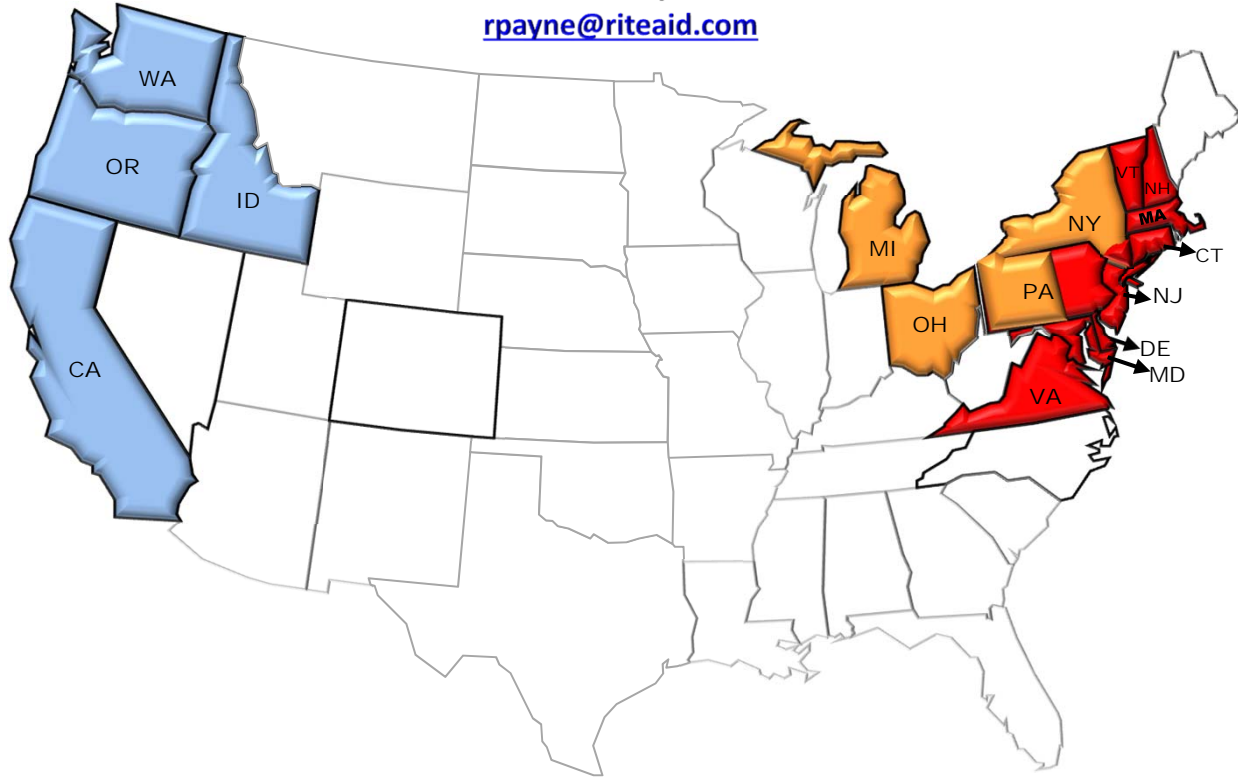 rpayne@riteaid.com
WA
OR
ID
CA
MI
OH
NY
PA
VT
NH
MA
CT
NJ
DE
MD
VA